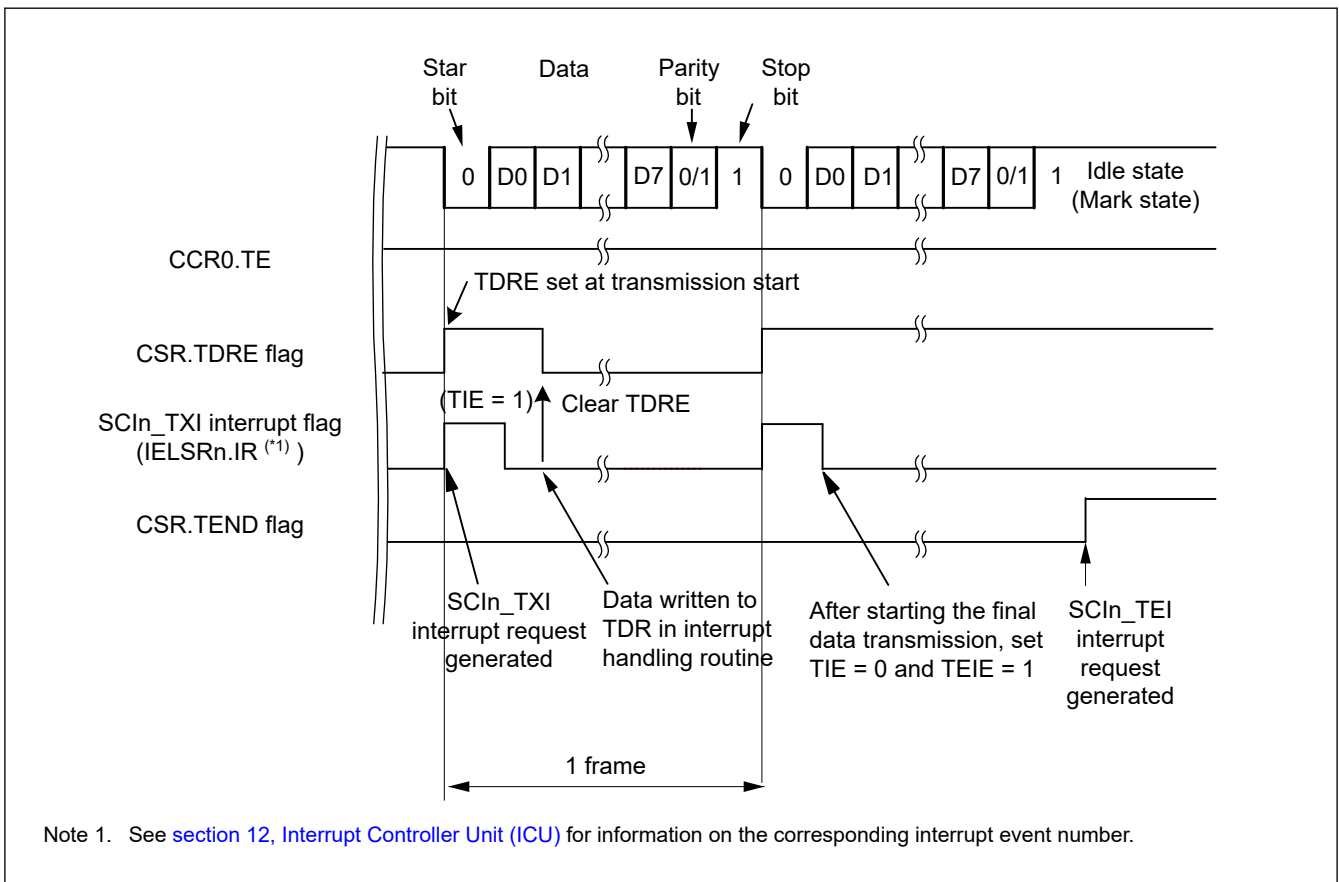 Star Data Parity Stop
bit bit bit
0 D0 D1 D7 0/1 1 0 D0 D1 D7 0/1 1 Idle state
(Mark state)
CCR0.TE
TDRE set at transmission start
CSR.TDRE flag
(TIE = 1) Clear TDRE
SCIn_TXI interrupt flag
(IELSRn.IR (*1) )
CSR.TEND flag
SCIn_TXI
interrupt request
generated
Data written to
TDR in interrupt
handling routine
After starting the final
data transmission, set
TIE = 0 and TEIE = 1
SCIn_TEI
interrupt
request
generated
1 frame
Note 1. See section 12, Interrupt Controller Unit (ICU) for information on the corresponding interrupt event number.